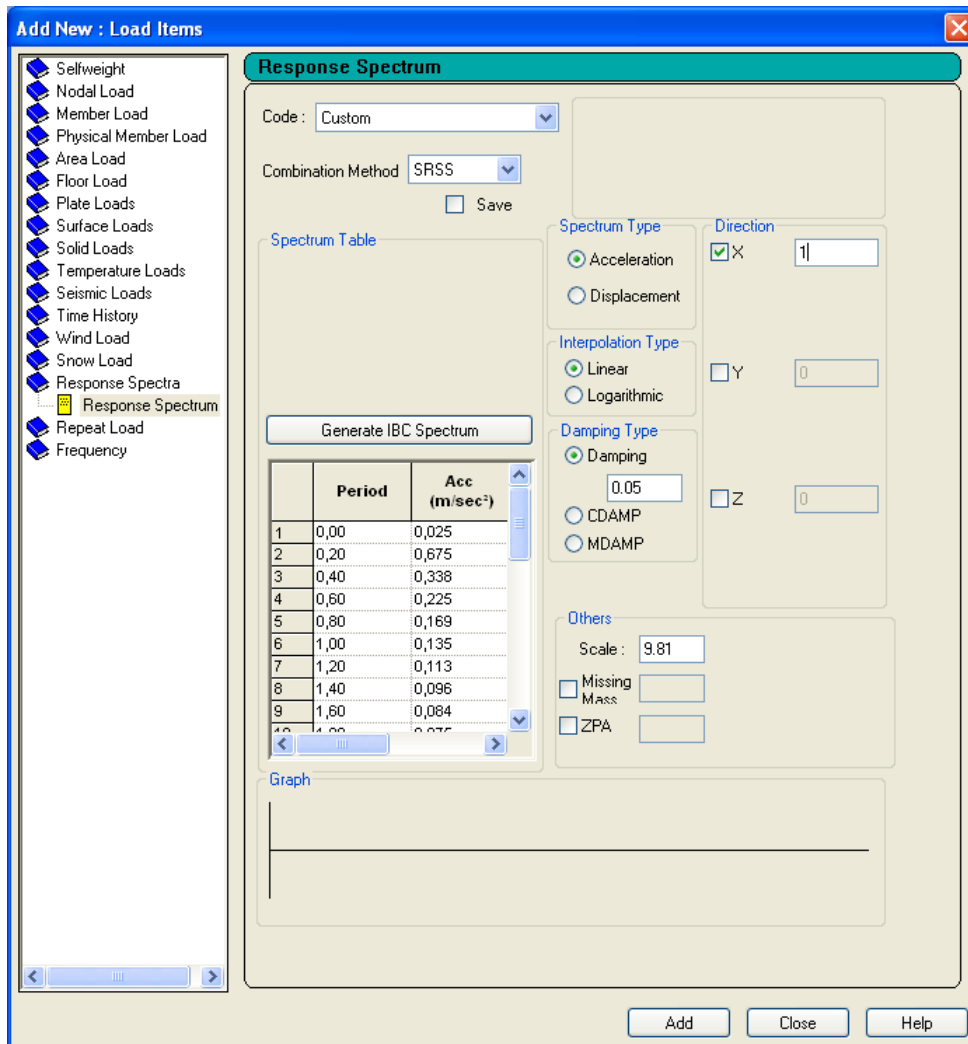 Add New : Load Items
Selfweight
Nodal Load
Member Load
Physical Member Load
Area Load
Floor Load
Plate Loads
Surface Loads
Solid Loads
Temperature Loads
Seismic Loads
Time History
Wind Load
Snow Load
Response Spectra
Response Spectrum
Repeat Load
Frequency
Response Spectrum
Code : Custom
Combination Method SRSS
Save
Spectrum Table
Generate IBC Spectrum
Period Acc (m/sec²)
1 0,00 0,025
2 0,20 0,675
3 0,40 0,338
4 0,60 0,225
5 0,80 0,169
6 1,00 0,135
7 1,20 0,113
8 1,40 0,096
9 1,60 0,084
Spectrum Type
Acceleration
Displacement
Interpolation Type
Linear
Logarithmic
Damping Type
Damping
0.05
CDAMP
MDAMP
Direction
X 1
Y 0
Z 0
Others
Scale : 9.81
Missing Mass
ZPA
Graph
Add Close Help